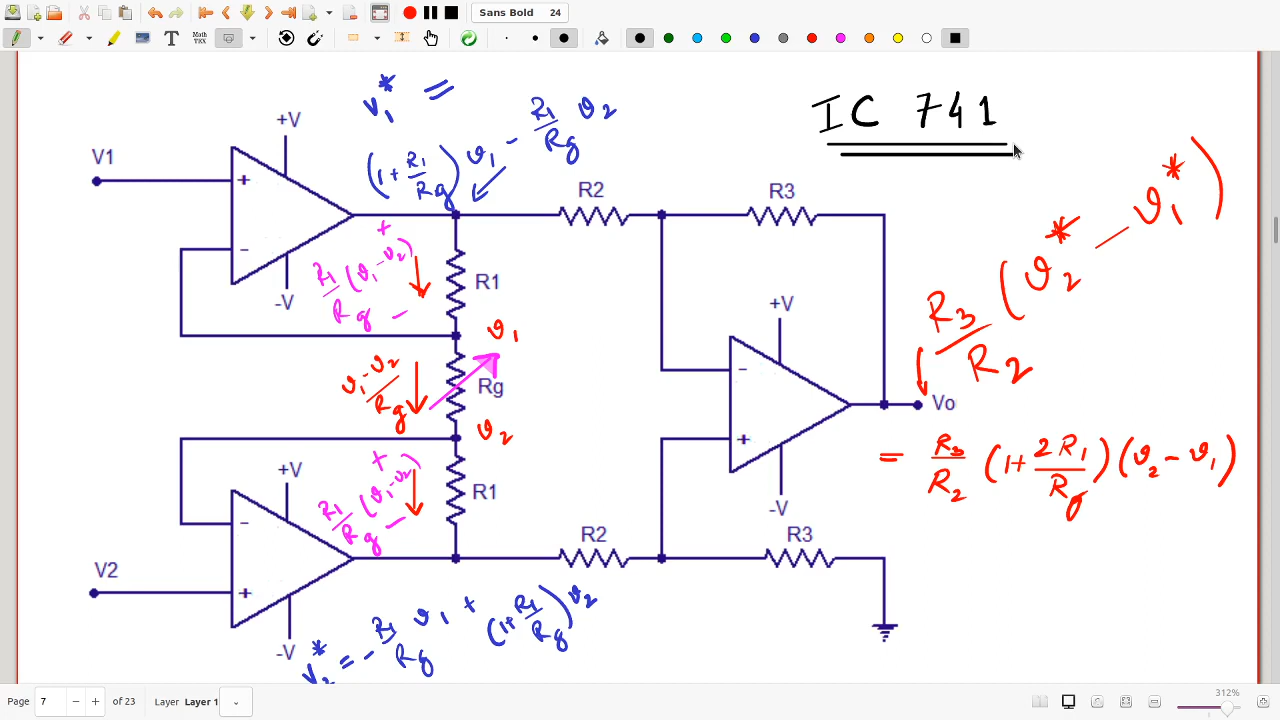 Sans Bold 24
Math
TEX
IC 741
v₁* =
(1 + R₁/Rg) v₁ − R₁/Rg v₂
V1
+V
+
-
-V
R2
R3
R1
+
R₁/Rg (v₁-v₂)
−
v₁
v₁-v₂/Rg
Rg
v₂
+V
-
+
-V
Vo
R₃/R₂ (v₂* − v₁*)
= R₃/R₂ (1 + 2R₁/Rg)(v₂ − v₁)
V2
+V
-
+
-V
+
R₁/Rg (v₁-v₂)
−
R1
R2
R3
v₂* = − R₁/Rg v₁ + (1+R₁/Rg) v₂
Page 7 of 23 Layer Layer 1 312%